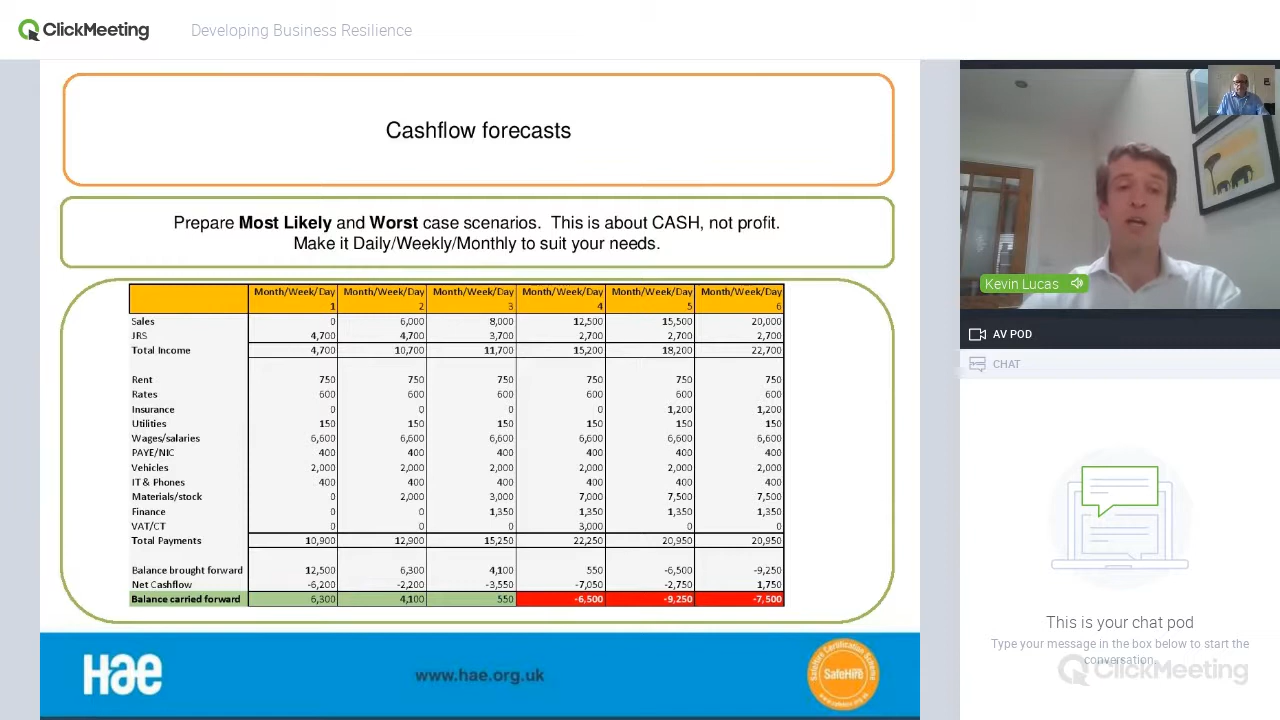 ClickMeeting Developing Business Resilience
Cashflow forecasts
Prepare Most Likely and Worst case scenarios. This is about CASH, not profit.
Make it Daily/Weekly/Monthly to suit your needs.
Month/Week/Day 1 Month/Week/Day 2 Month/Week/Day 3 Month/Week/Day 4 Month/Week/Day 5 Month/Week/Day 6
Sales 0 6,000 8,000 12,500 15,500 20,000
JRS 4,700 4,700 3,700 2,700 2,700 2,700
Total Income 4,700 10,700 11,700 15,200 18,200 22,700
Rent 750 750 750 750 750 750
Rates 600 600 600 600 600 600
Insurance 0 0 0 0 1,200 1,200
Utilities 150 150 150 150 150 150
Wages/salaries 6,600 6,600 6,600 6,600 6,600 6,600
PAYE/NIC 400 400 400 400 400 400
Vehicles 2,000 2,000 2,000 2,000 2,000 2,000
IT & Phones 400 400 400 400 400 400
Materials/stock 0 2,000 3,000 7,000 7,500 7,500
Finance 0 0 1,350 1,350 1,350 1,350
VAT/CT 0 0 0 3,000 0 0
Total Payments 10,900 12,900 15,250 22,250 20,950 20,950
Balance brought forward 12,500 6,300 4,100 550 -6,500 -9,250
Net Cashflow -6,200 -2,200 -3,550 -7,050 -2,750 1,750
Balance carried forward 6,300 4,100 550 -6,500 -9,250 -7,500
Hae
www.hae.org.uk
SafeHire Certification Scheme
SafeHire
www.safehire.org.uk
Kevin Lucas
AV POD
CHAT
This is your chat pod
Type your message in the box below to start the
conversation.
ClickMeeting